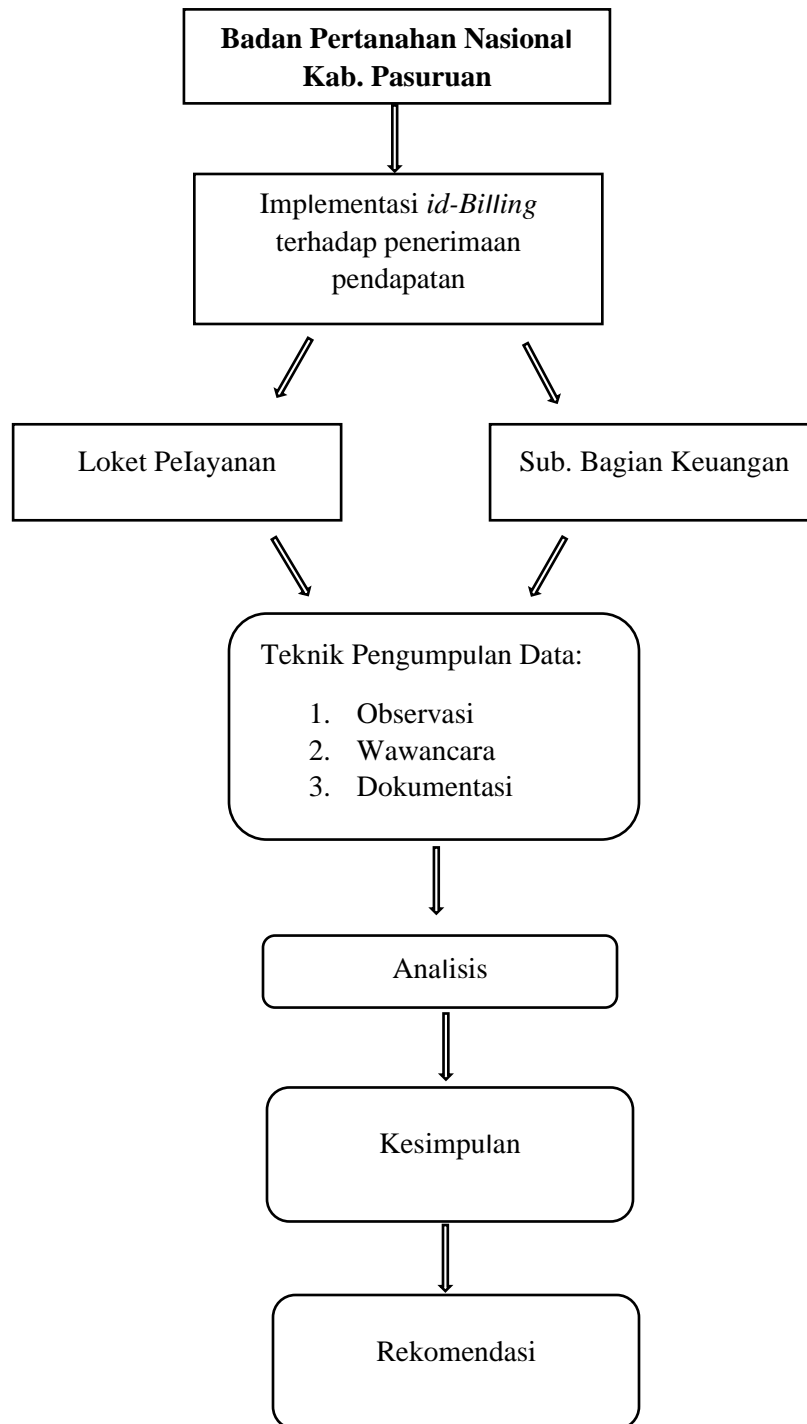 Badan Pertanahan Nasional
Kab. Pasuruan
Implementasi id-Billing
terhadap penerimaan
pendapatan
Loket Pelayanan
Sub. Bagian Keuangan
Teknik Pengumpulan Data:
1. Observasi
2. Wawancara
3. Dokumentasi
Analisis
Kesimpulan
Rekomendasi